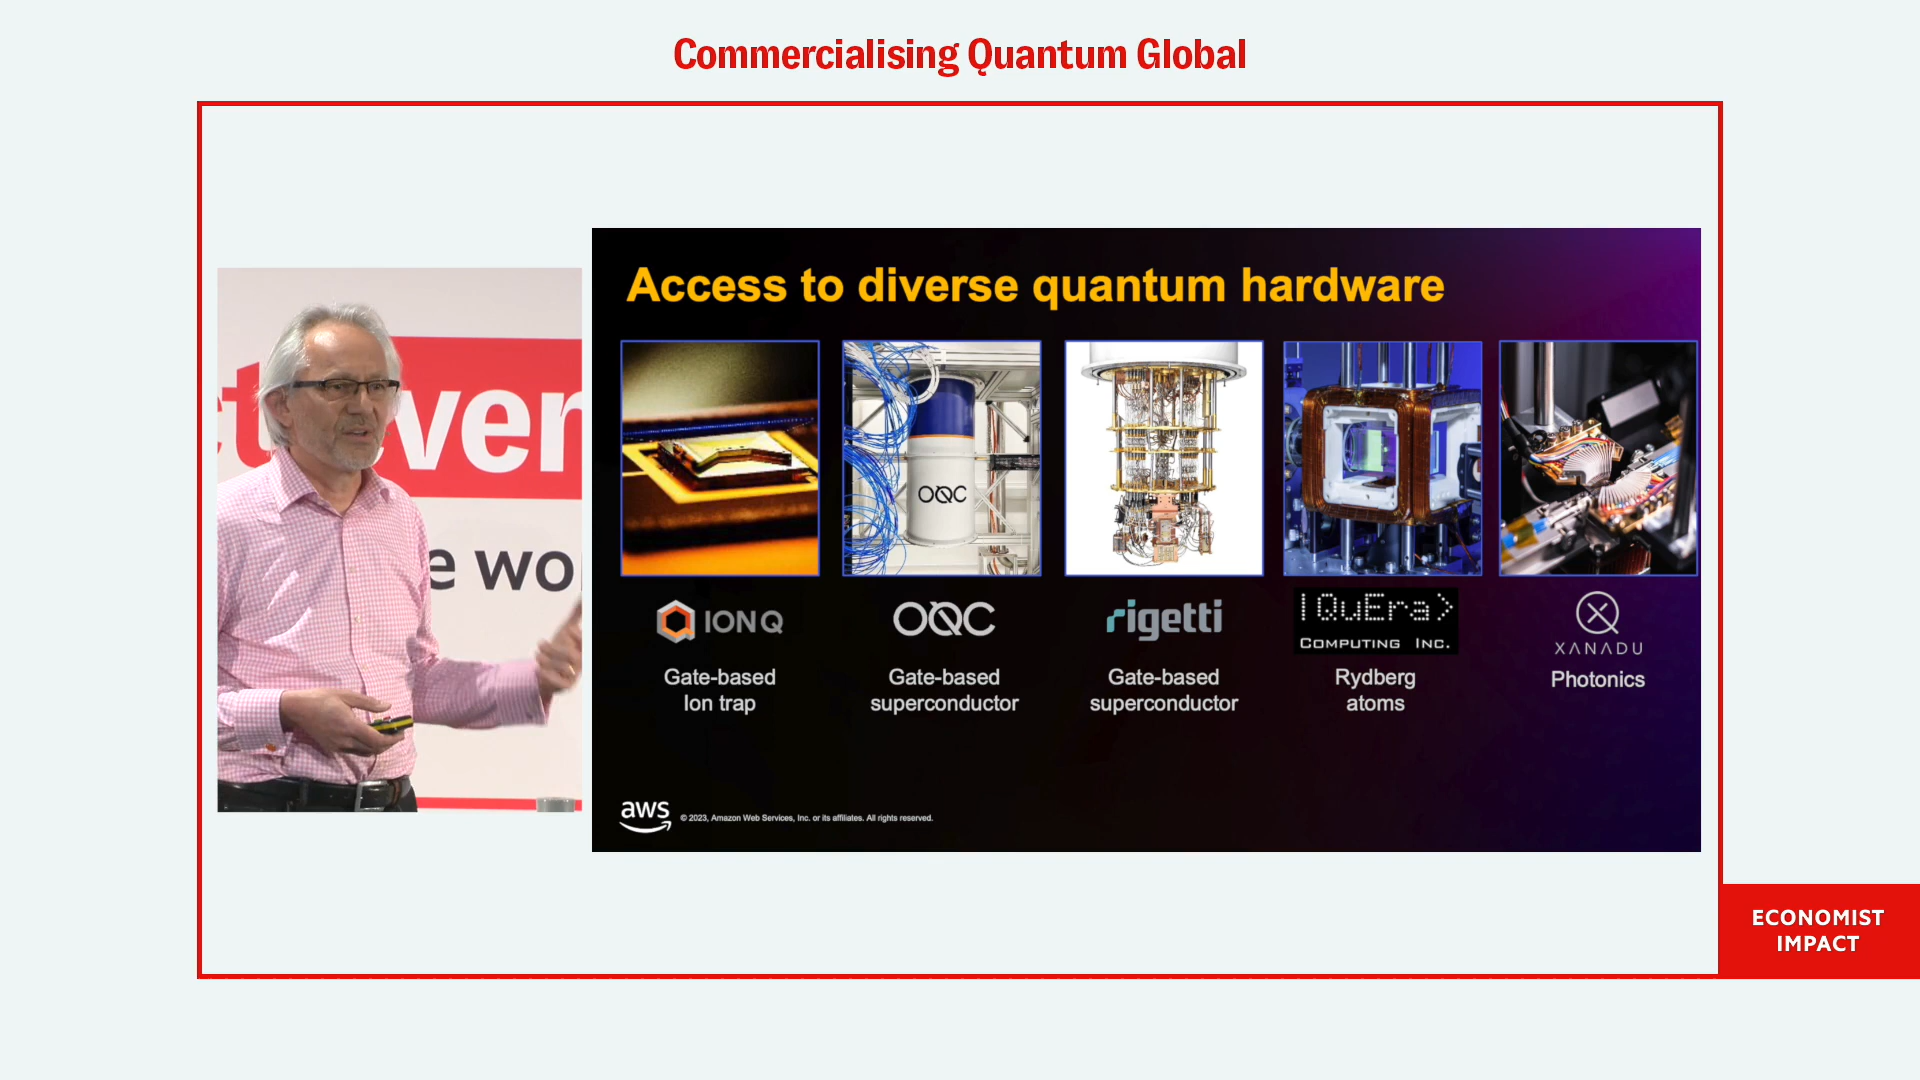 Commercialising Quantum Global
Access to diverse quantum hardware
OQC
IONQ
OQC
rigetti
|QuEra>
COMPUTING INC.
XANADU
Gate-based
Ion trap
Gate-based
superconductor
Gate-based
superconductor
Rydberg
atoms
Photonics
aws
© 2023, Amazon Web Services, Inc. or its affiliates. All rights reserved.
ECONOMIST
IMPACT